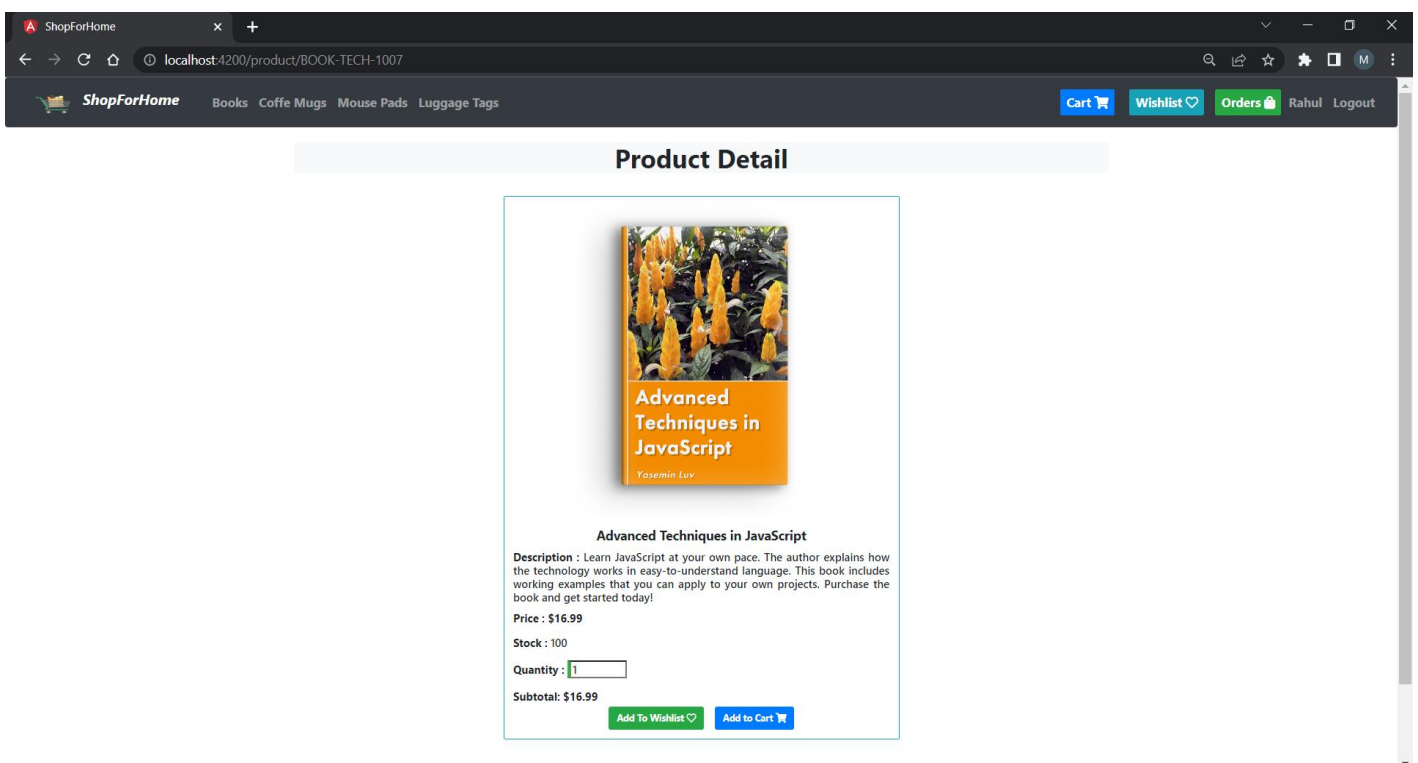 ShopForHome
localhost:4200/product/BOOK-TECH-1007
M
ShopForHome Books Coffe Mugs Mouse Pads Luggage Tags Cart Wishlist Orders Rahul Logout
Product Detail
Advanced
Techniques in
JavaScript
Yasemin Luv
Advanced Techniques in JavaScript
Description : Learn JavaScript at your own pace. The author explains how
the technology works in easy-to-understand language. This book includes
working examples that you can apply to your own projects. Purchase the
book and get started today!
Price : $16.99
Stock : 100
Quantity : 1
Subtotal: $16.99
Add To Wishlist Add to Cart